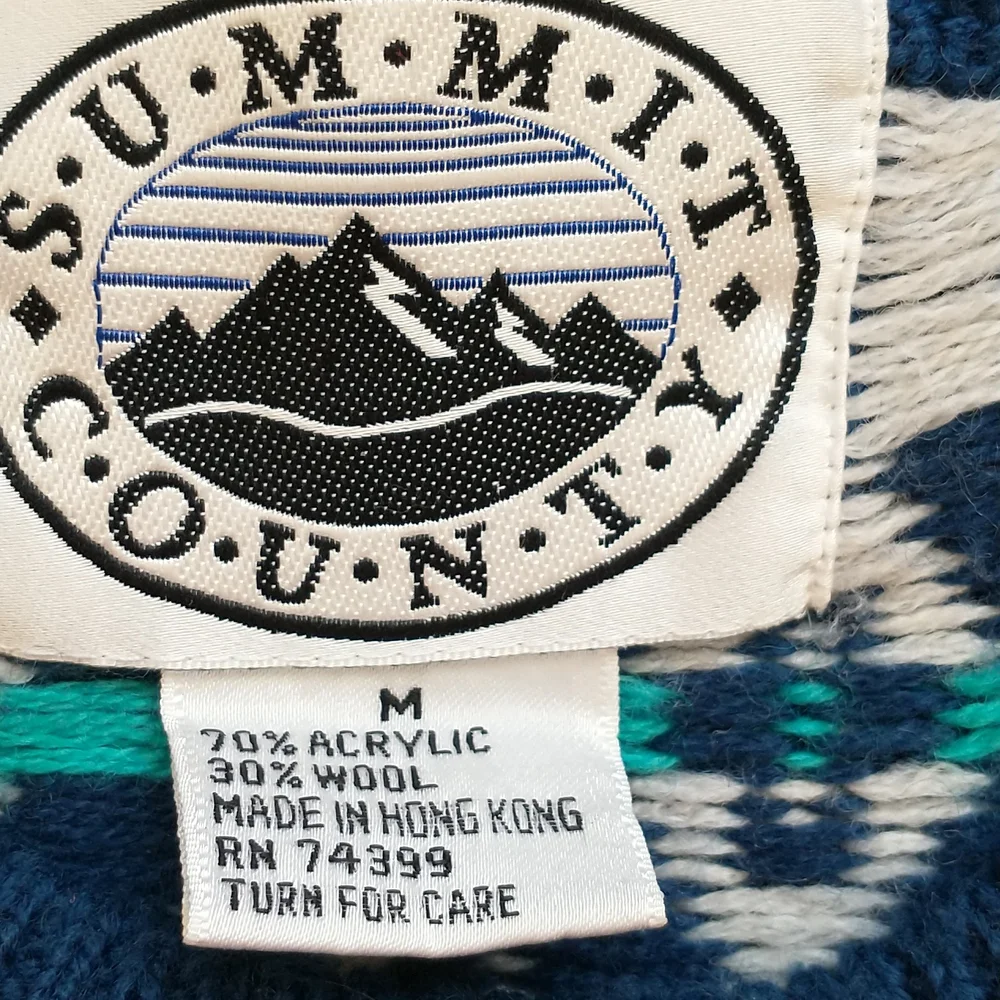 S·U·M·M·I·T
C·O·U·N·T·Y
M
70% ACRYLIC
30% WOOL
MADE IN HONG KONG
RN 74399
TURN FOR CARE